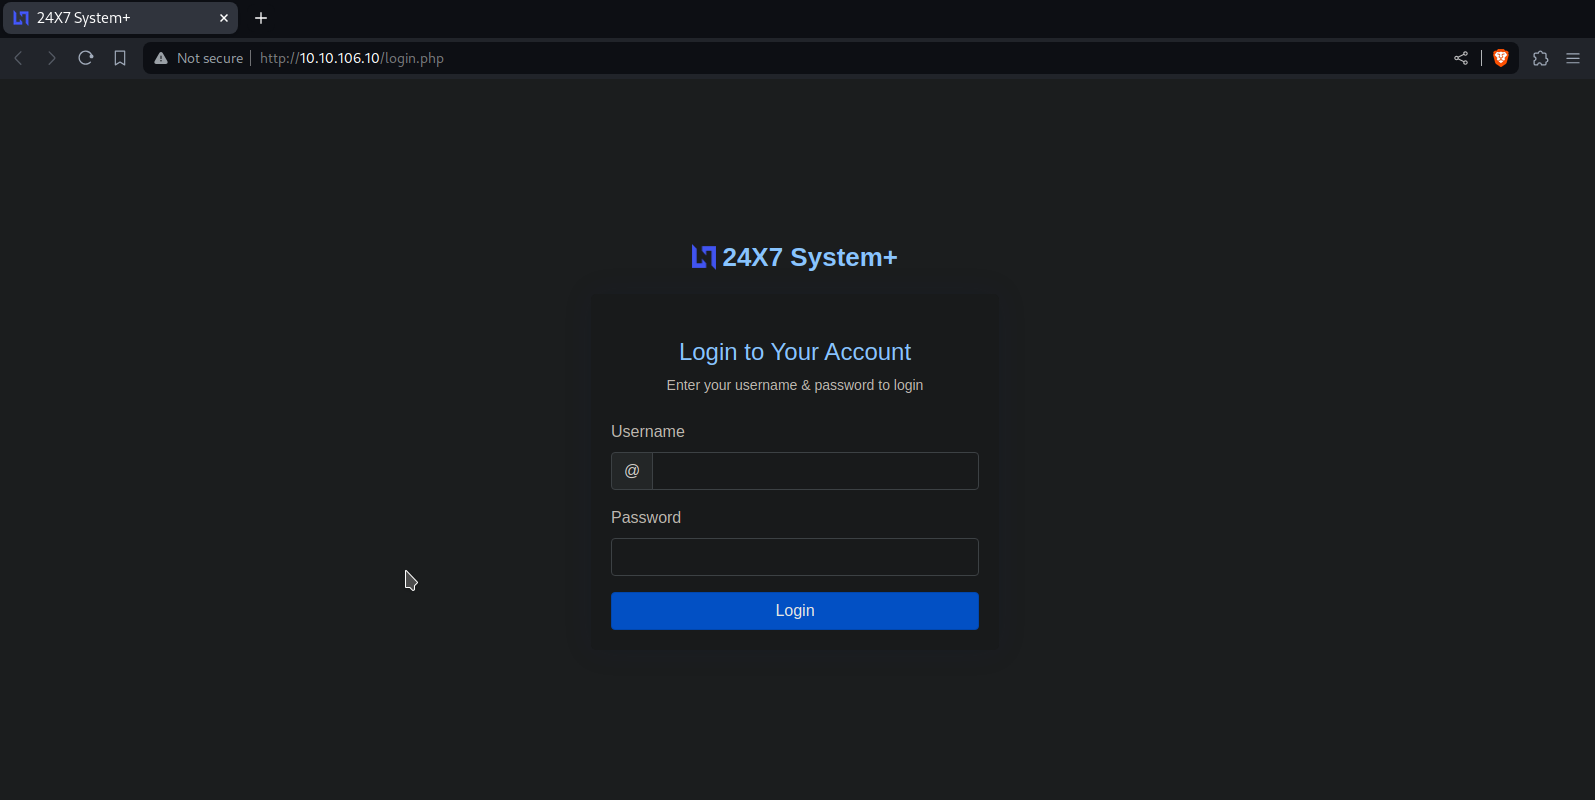 24X7 System+
Not secure http://10.10.106.10/login.php
24X7 System+
Login to Your Account
Enter your username & password to login
Username
@
Password
Login